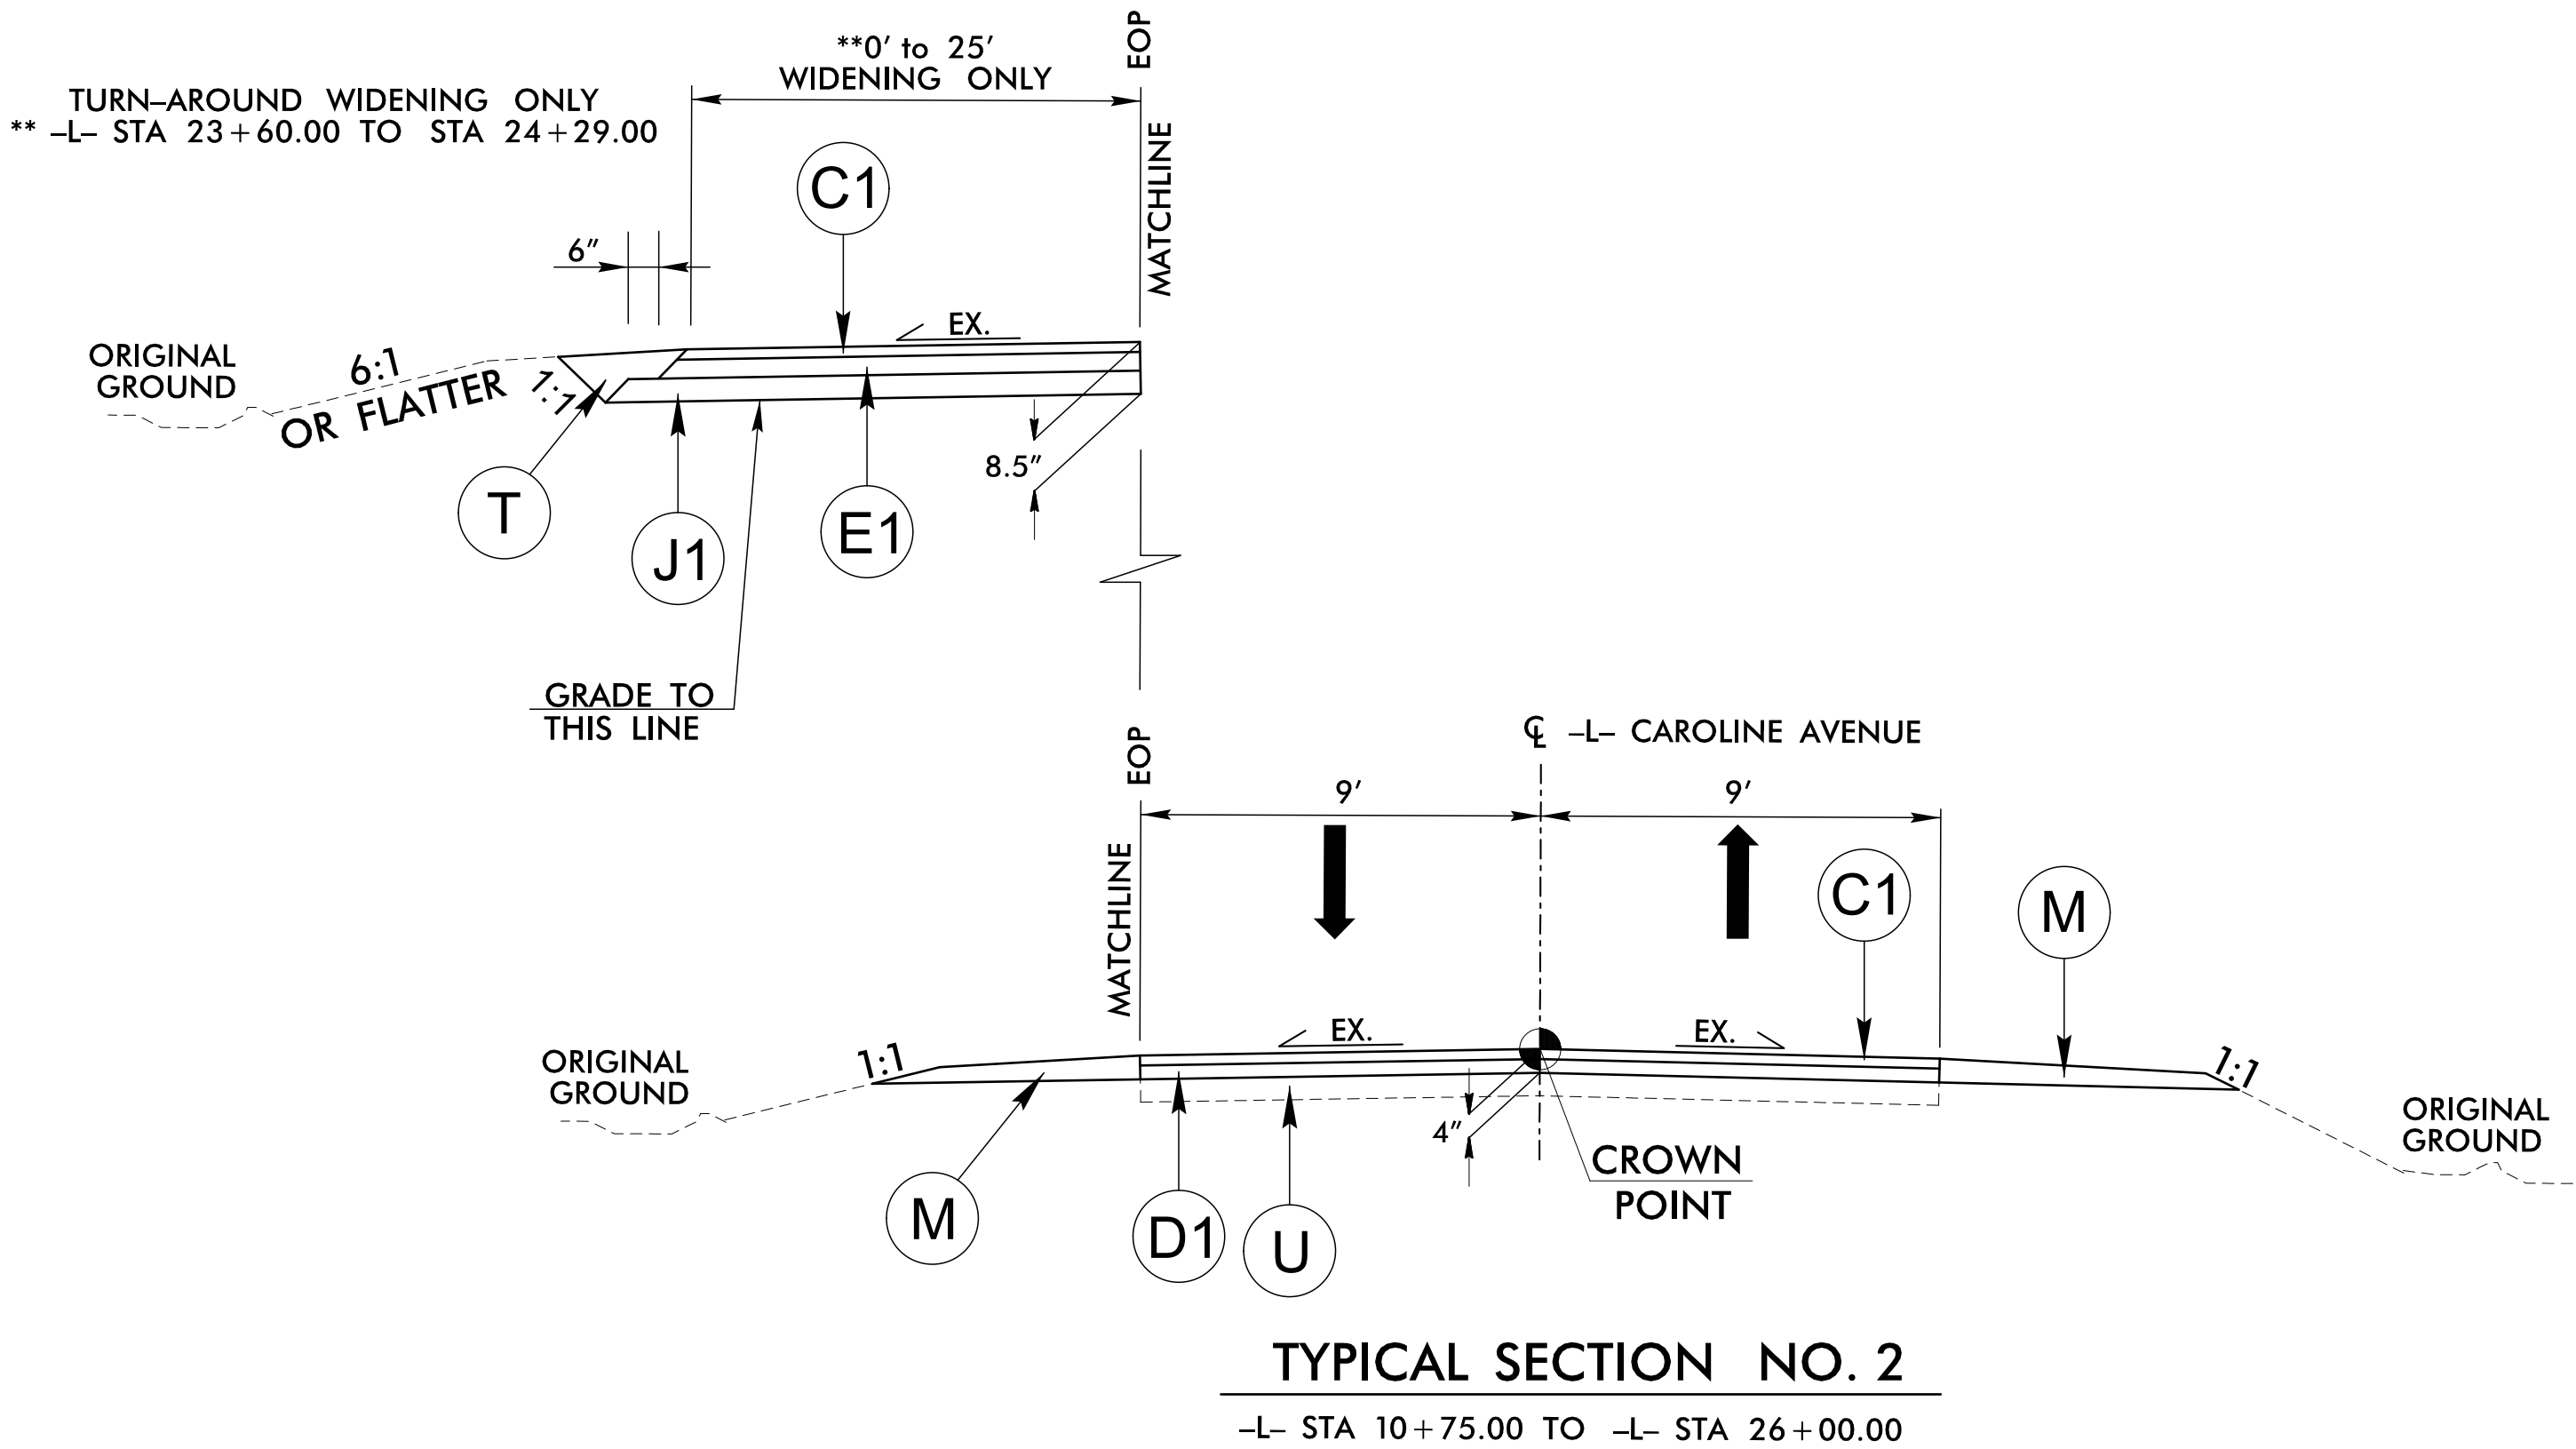 **0' to 25'
WIDENING ONLY
EOP
TURN–AROUND WIDENING ONLY
** –L– STA 23+60.00 TO STA 24+29.00
MATCHLINE
C1
6"
EX.
ORIGINAL
GROUND
6:1
OR FLATTER
1:1
8.5"
T
J1
E1
GRADE TO
THIS LINE
EOP
℄ –L– CAROLINE AVENUE
9'
9'
MATCHLINE
C1
M
EX.
EX.
ORIGINAL
GROUND
1:1
1:1
ORIGINAL
GROUND
4"
CROWN
POINT
M
D1
U
TYPICAL SECTION NO. 2
–L– STA 10+75.00 TO –L– STA 26+00.00